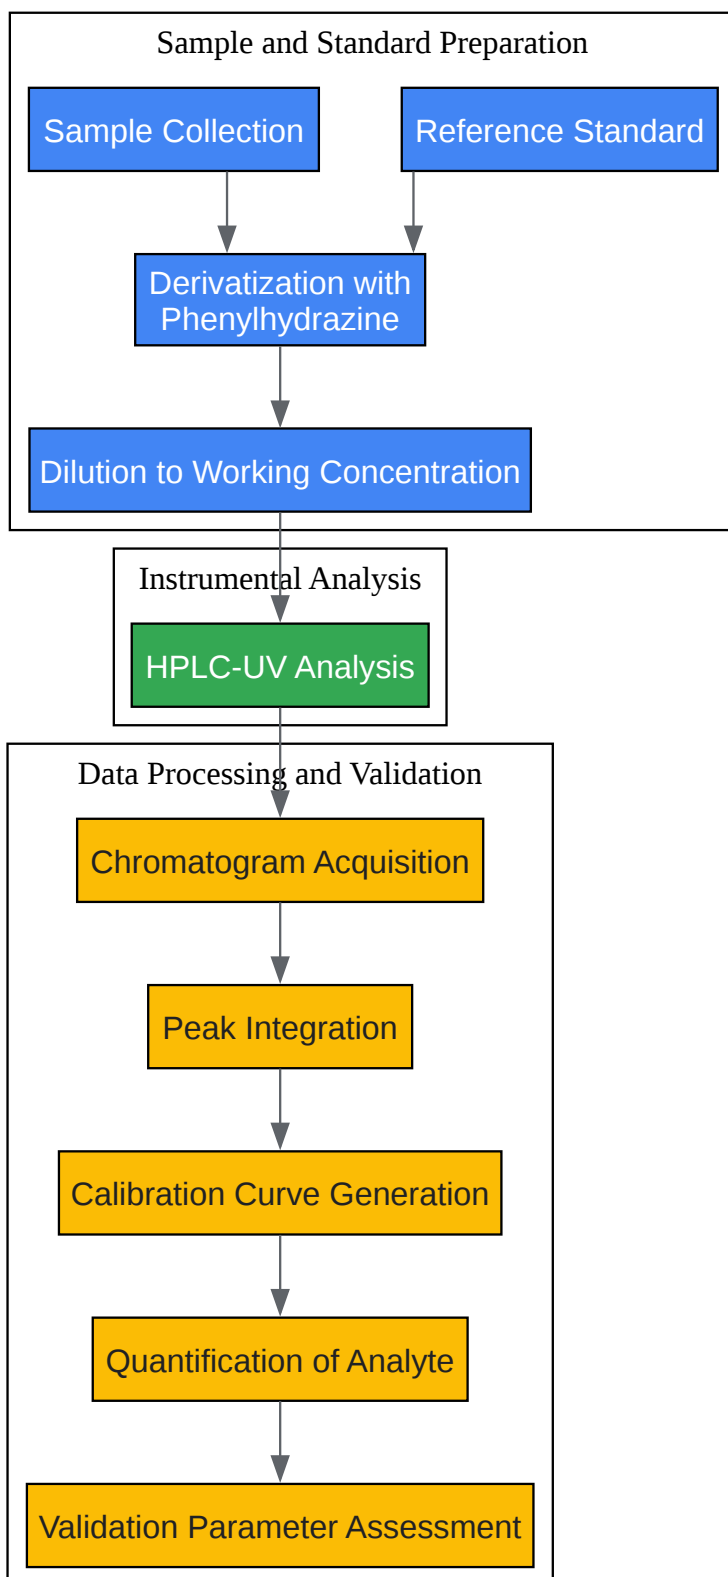 Sample and Standard Preparation
Sample Collection
Reference Standard
Derivatization with
Phenylhydrazine
Dilution to Working Concentration
Instrumental Analysis
HPLC-UV Analysis
Data Processing and Validation
Chromatogram Acquisition
Peak Integration
Calibration Curve Generation
Quantification of Analyte
Validation Parameter Assessment